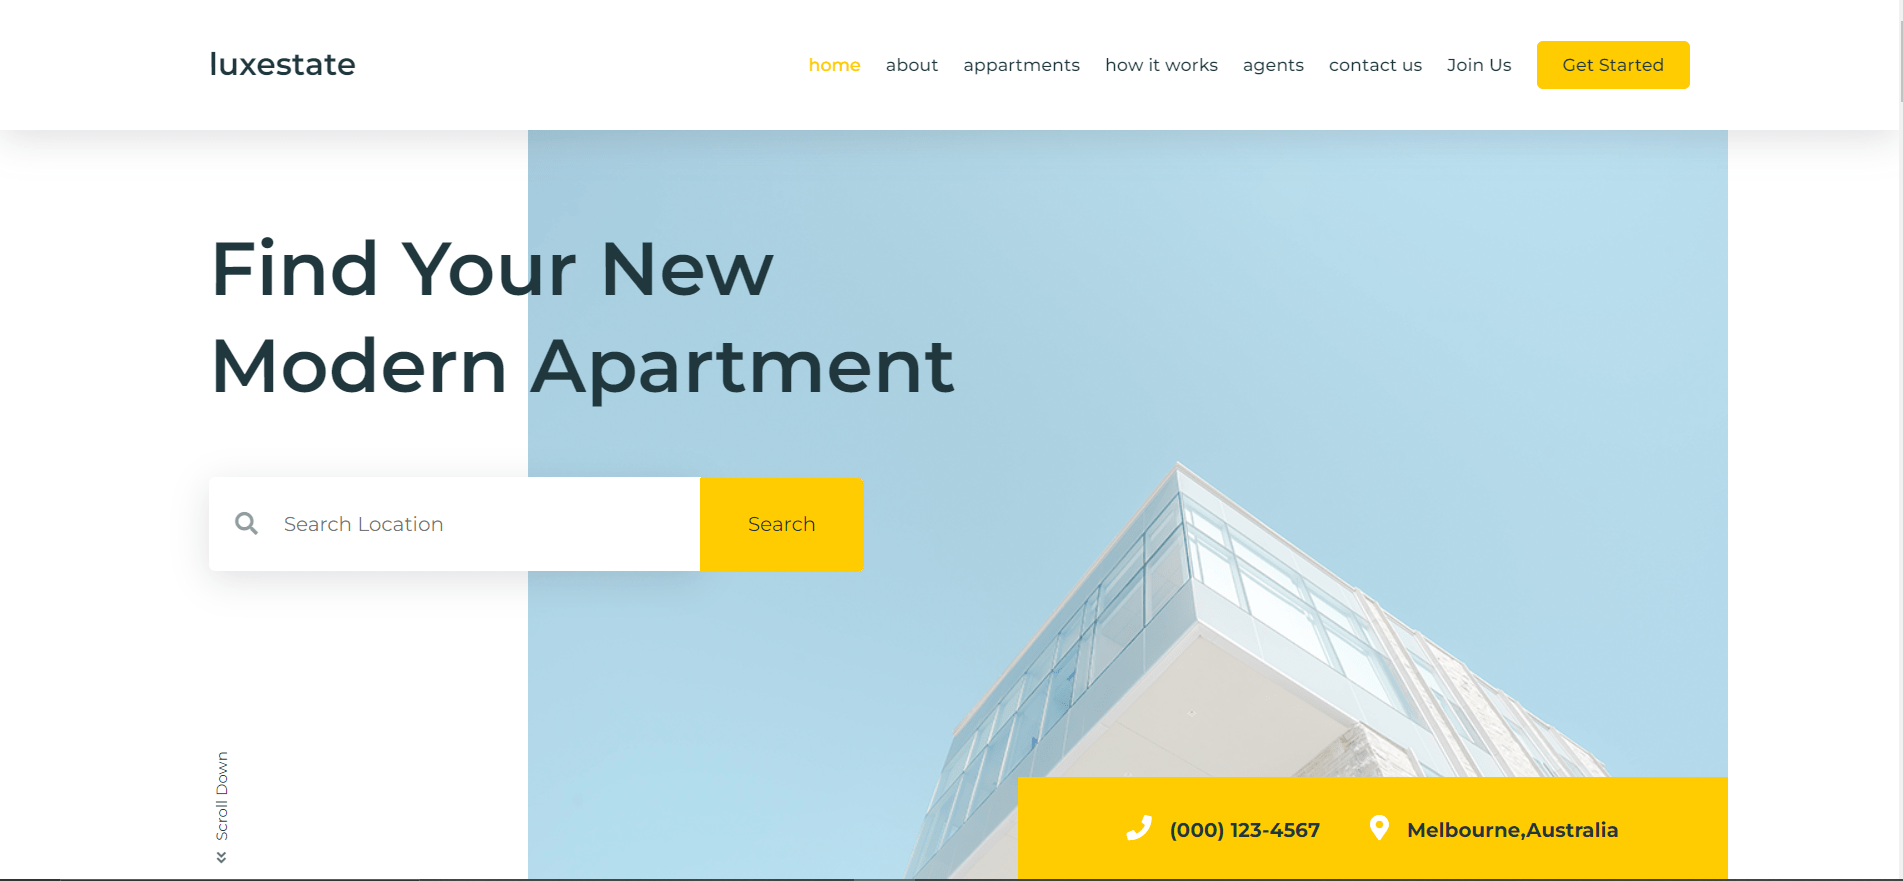 luxestate
home about appartments how it works agents contact us Join Us Get Started
Find Your New
Modern Apartment
Search Location Search
Scroll Down
(000) 123-4567 Melbourne,Australia